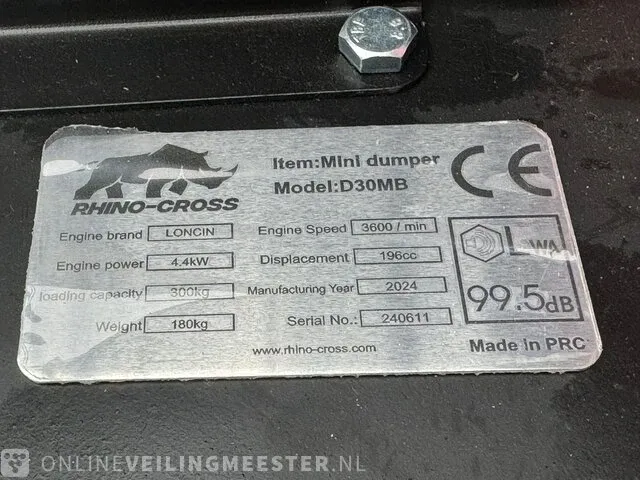 Item:Mini dumper
Model:D30MB
RHINO-CROSS
CE
Engine brand LONCIN
Engine Speed 3600 / min
Engine power 4.4kW
Displacement 196cc
loading capacity 300kg
Manufacturing Year 2024
Weight 180kg
Serial No.: 240611
LWA
99.5dB
www.rhino-cross.com
Made in PRC
ONLINEVEILINGMEESTER.NL